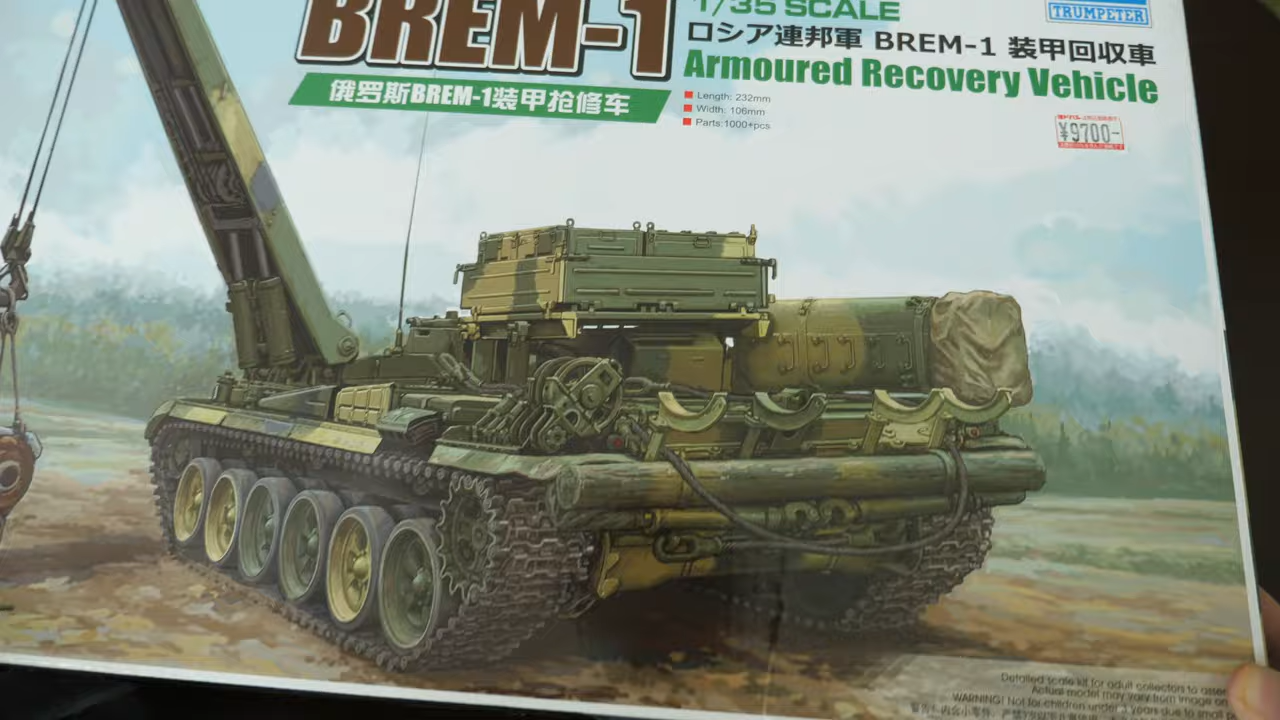 BREM-1
俄罗斯BREM-1装甲抢修车
1/35 SCALE
TRUMPETER
ロシア連邦軍 BREM-1 装甲回収車
Armoured Recovery Vehicle
Length: 232mm
Width: 106mm
Parts: 1000+pcs
¥9700-
Detailed scale kit for adult collectors to
Actual model may vary from image on
WARNING! Not for children under 3 years due to small